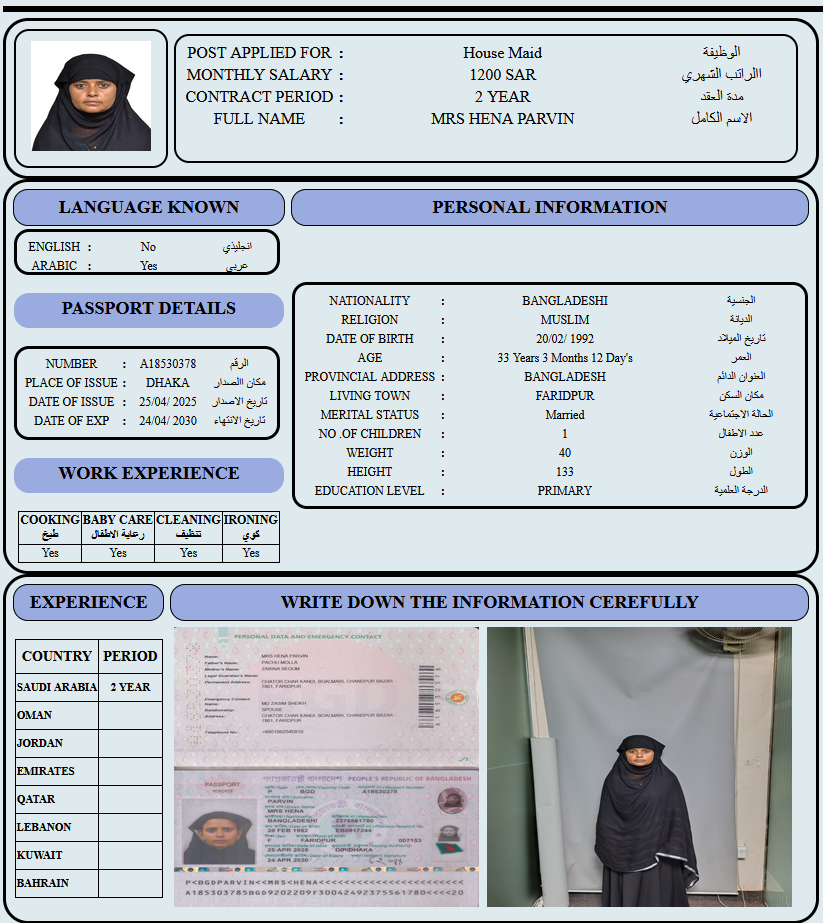 POST APPLIED FOR : House Maid الوظيفة
MONTHLY SALARY : 1200 SAR االراتب الشهري
CONTRACT PERIOD : 2 YEAR مدة العقد
FULL NAME : MRS HENA PARVIN الاسم الكامل
LANGUAGE KNOWN
ENGLISH : No انجليذي
ARABIC : Yes عربي
PASSPORT DETAILS
NUMBER : A18530378 الرقم
PLACE OF ISSUE : DHAKA مكان االصدار
DATE OF ISSUE : 25/04/ 2025 تاريخ الاصدار
DATE OF EXP : 24/04/ 2030 تاريخ الانتهاء
WORK EXPERIENCE
COOKING BABY CARE CLEANING IRONING
طبخ رعاية الاطفال تنظيف كوي
Yes Yes Yes Yes
PERSONAL INFORMATION
NATIONALITY : BANGLADESHI الجنسية
RELIGION : MUSLIM الديانة
DATE OF BIRTH : 20/02/ 1992 تاريخ الميلاد
AGE : 33 Years 3 Months 12 Day's العمر
PROVINCIAL ADDRESS : BANGLADESH العنوان الدائم
LIVING TOWN : FARIDPUR مكان السكن
MERITAL STATUS : Married الحالة الاجتماعية
NO .OF CHILDREN : 1 عدد الاطفال
WEIGHT : 40 الوزن
HEIGHT : 133 الطول
EDUCATION LEVEL : PRIMARY الدرجة العلمية
EXPERIENCE
COUNTRY PERIOD
SAUDI ARABIA 2 YEAR
OMAN
JORDAN
EMIRATES
QATAR
LEBANON
KUWAIT
BAHRAIN
WRITE DOWN THE INFORMATION CEREFULLY
PERSONAL DATA AND EMERGENCY CONTACT
Name: MRS HENA PARVIN
Father's Name: PACHU MOLLA
Mother's Name: ZARINA BEGUM
Legal Guardian's Name:
Permanent Address: CHATOR CHAR KANDI, BOALMARI, CHANDPUR BAZAR -
7801, FARIDPUR
Emergency Contact
Name: MD ZASIM SHEIKH
Relationship: SPOUSE
Address: CHATOR CHAR KANDI, BOALMARI, CHANDPUR BAZAR -
7801, FARIDPUR
Telephone No:
গণপ্রজাতন্ত্রী বাংলাদেশ PEOPLE'S REPUBLIC OF BANGLADESH
PASSPORT
P BGD A18530378
PARVIN
MRS HENA
BANGLADESHI
20 FEB 1992
F FARIDPUR
25 APR 2025 DIP/DHAKA
24 APR 2030
P<BGDPARVIN<<MRS<HENA<<<<<<<<<<<<<<<<<<<<<<<